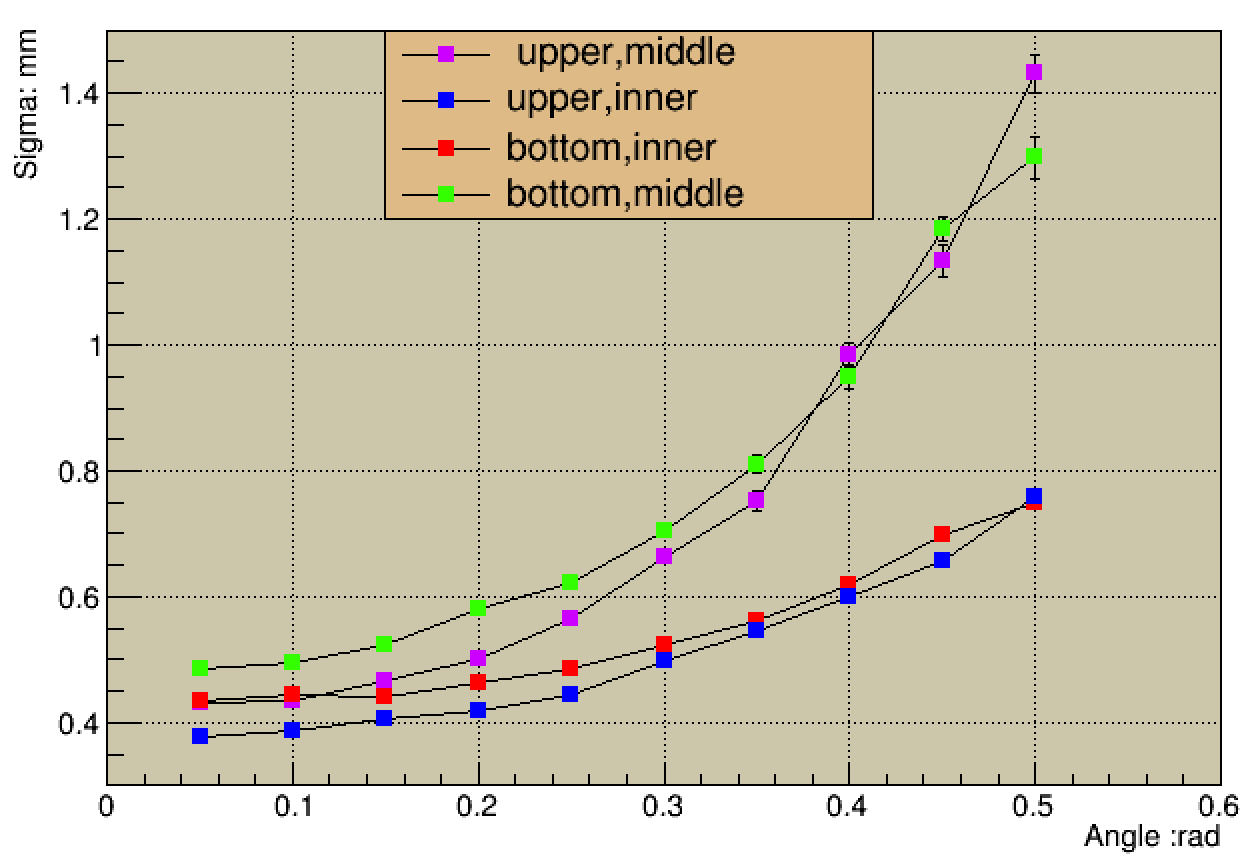 Sigma: mm
upper,middle
upper,inner
bottom,inner
bottom,middle
1.4
1.2
1
0.8
0.6
0.4
0 0.1 0.2 0.3 0.4 0.5 0.6
Angle :rad